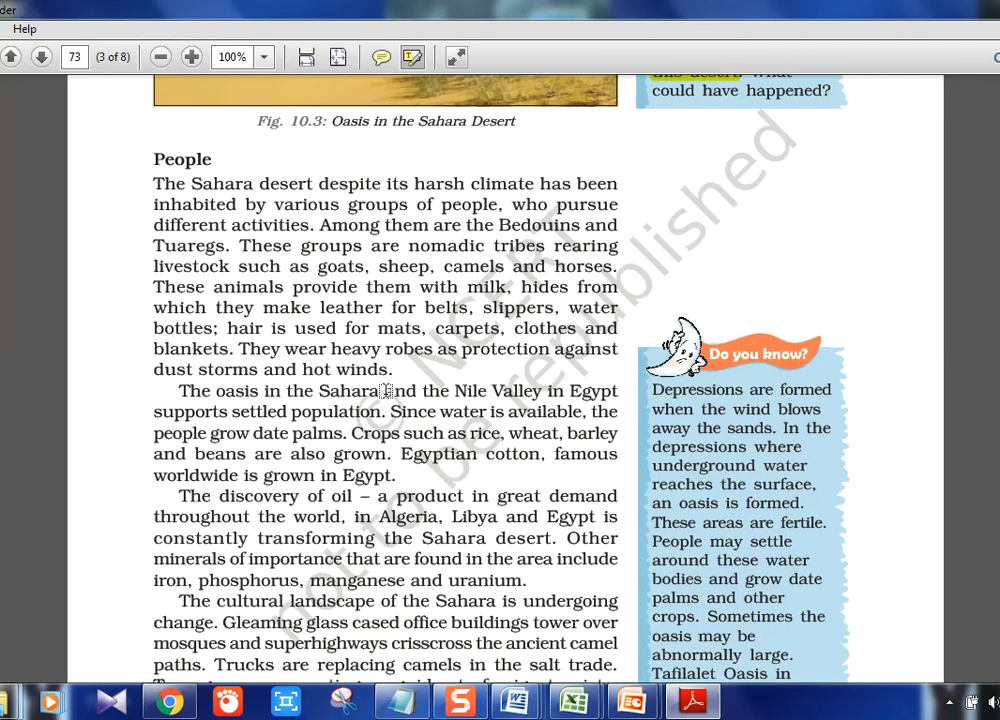 der
Help
73 (3 of 8) 100%
this desert. What
could have happened?
Fig. 10.3: Oasis in the Sahara Desert
People
The Sahara desert despite its harsh climate has been
inhabited by various groups of people, who pursue
different activities. Among them are the Bedouins and
Tuaregs. These groups are nomadic tribes rearing
livestock such as goats, sheep, camels and horses.
These animals provide them with milk, hides from
which they make leather for belts, slippers, water
bottles; hair is used for mats, carpets, clothes and
blankets. They wear heavy robes as protection against
dust storms and hot winds.
The oasis in the Sahara and the Nile Valley in Egypt
supports settled population. Since water is available, the
people grow date palms. Crops such as rice, wheat, barley
and beans are also grown. Egyptian cotton, famous
worldwide is grown in Egypt.
The discovery of oil – a product in great demand
throughout the world, in Algeria, Libya and Egypt is
constantly transforming the Sahara desert. Other
minerals of importance that are found in the area include
iron, phosphorus, manganese and uranium.
The cultural landscape of the Sahara is undergoing
change. Gleaming glass cased office buildings tower over
mosques and superhighways crisscross the ancient camel
paths. Trucks are replacing camels in the salt trade.
Do you know?
Depressions are formed
when the wind blows
away the sands. In the
depressions where
underground water
reaches the surface,
an oasis is formed.
These areas are fertile.
People may settle
around these water
bodies and grow date
palms and other
crops. Sometimes the
oasis may be
abnormally large.
Tafilalet Oasis in
© NCERT
not to be republished